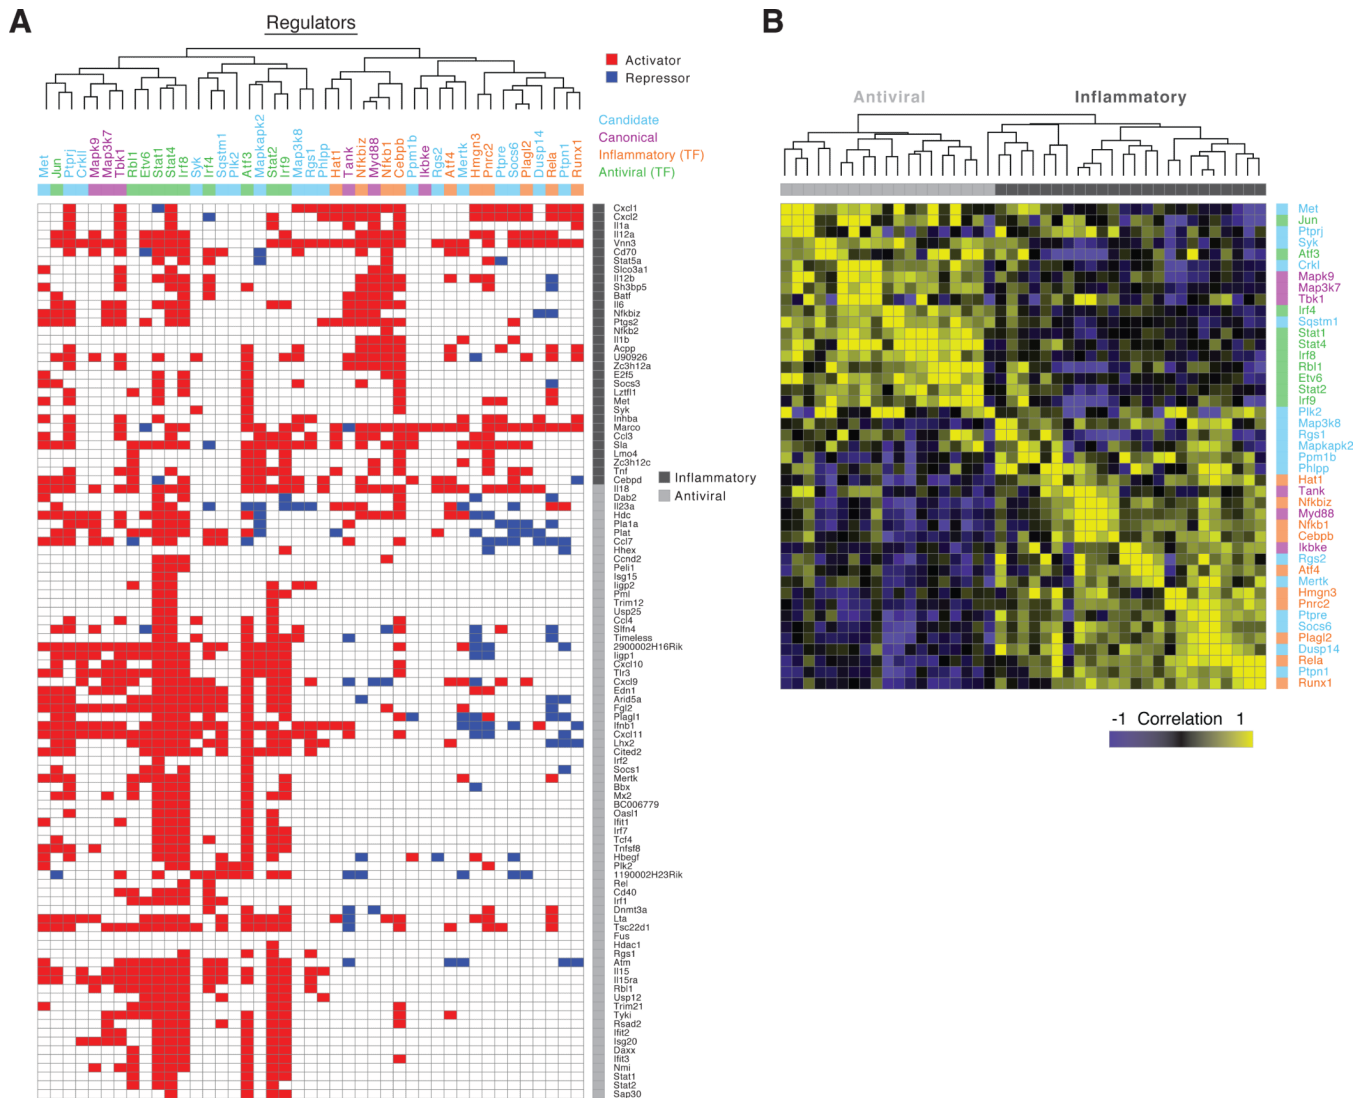 A
Regulators
Activator
Repressor
Candidate
Canonical
Inflammatory (TF)
Antiviral (TF)
Met
Jun
Ptprj
Crkl
Mapk9
Map3k7
Tbk1
Rbl1
Etv6
Stat1
Stat4
Irf8
Syk
Irf4
Sqstm1
Plk2
Atf3
Mapkapk2
Stat2
Irf9
Map3k8
Rgs1
Phlpp
Hat1
Tank
Nfkbiz
Myd88
Nfkb1
Cebpb
Ppm1b
Ikbke
Rgs2
Atf4
Mertk
Hmgn3
Pnrc2
Ptpre
Socs6
Plagl2
Dusp14
Rela
Ptpn1
Runx1
Cxcl1
Cxcl2
Il1a
Il12a
Vnn3
Cd70
Stat5a
Slco3a1
Il12b
Sh3bp5
Batf
Il6
Nfkbiz
Ptgs2
Nfkb2
Il1b
Acpp
U90926
Zc3h12a
E2f5
Socs3
Lztfl1
Met
Syk
Inhba
Marco
Ccl3
Sla
Lmo4
Zc3h12c
Tnf
Cebpd
Il18
Dab2
Il23a
Hdc
Pla1a
Plat
Ccl7
Hhex
Ccnd2
Peli1
Isg15
Iigp2
Pml
Trim12
Usp25
Ccl4
Slfn4
Timeless
2900002H16Rik
Iigp1
Cxcl10
Tlr3
Cxcl9
Edn1
Arid5a
Fgl2
Plagl1
Ifnb1
Cxcl11
Lhx2
Cited2
Irf2
Socs1
Mertk
Bbx
Mx2
BC006779
Oasl1
Ifit1
Irf7
Tcf4
Tnfsf8
Hbegf
Plk2
1190002H23Rik
Rel
Cd40
Irf1
Dnmt3a
Lta
Tsc22d1
Fus
Hdac1
Rgs1
Atm
Il15
Il15ra
Rbl1
Usp12
Trim21
Tyki
Rsad2
Ifit2
Isg20
Daxx
Ifit3
Nmi
Stat1
Stat2
Sap30
Inflammatory
Antiviral
B
Antiviral
Inflammatory
Met
Jun
Ptprj
Syk
Atf3
Crkl
Mapk9
Map3k7
Tbk1
Irf4
Sqstm1
Stat1
Stat4
Irf8
Rbl1
Etv6
Stat2
Irf9
Plk2
Map3k8
Rgs1
Mapkapk2
Ppm1b
Phlpp
Hat1
Tank
Nfkbiz
Myd88
Nfkb1
Cebpb
Ikbke
Rgs2
Atf4
Mertk
Hmgn3
Pnrc2
Ptpre
Socs6
Plagl2
Dusp14
Rela
Ptpn1
Runx1
-1 Correlation 1